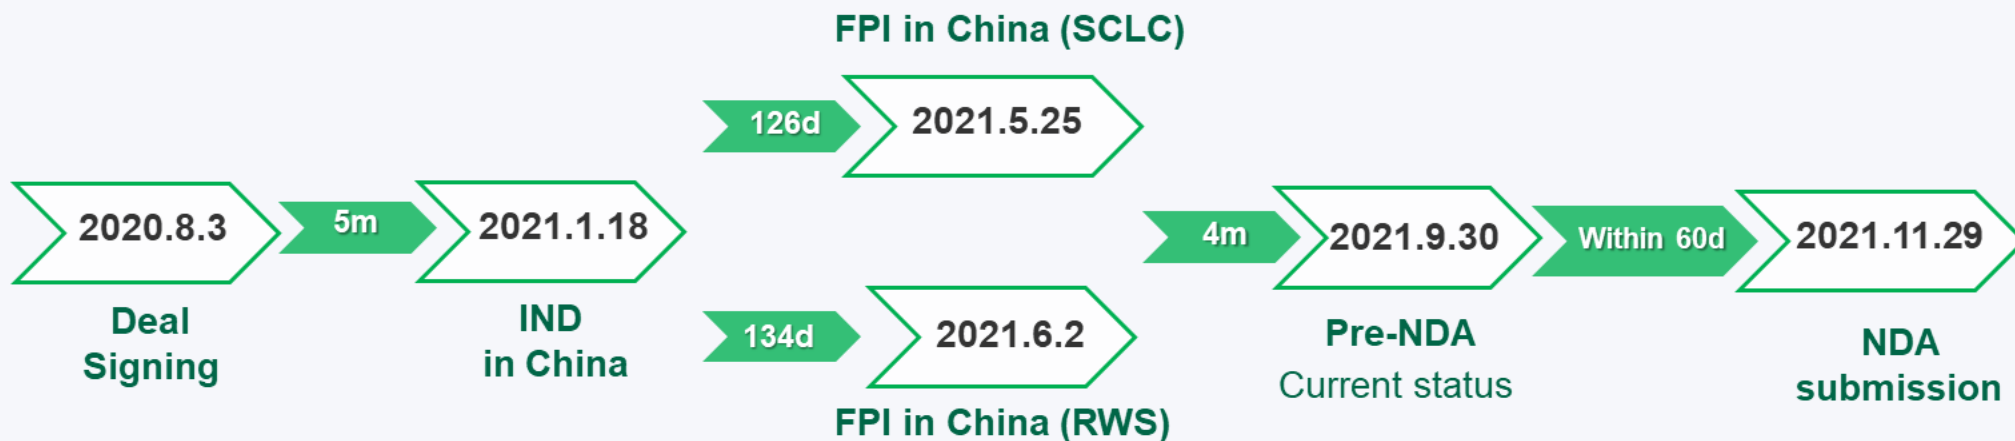 FPI in China (SCLC)
126d
2021.5.25
2020.8.3
5m
2021.1.18
4m
2021.9.30
Within 60d
2021.11.29
Deal
Signing
IND
in China
134d
2021.6.2
Pre-NDA
Current status
NDA
submission
FPI in China (RWS)